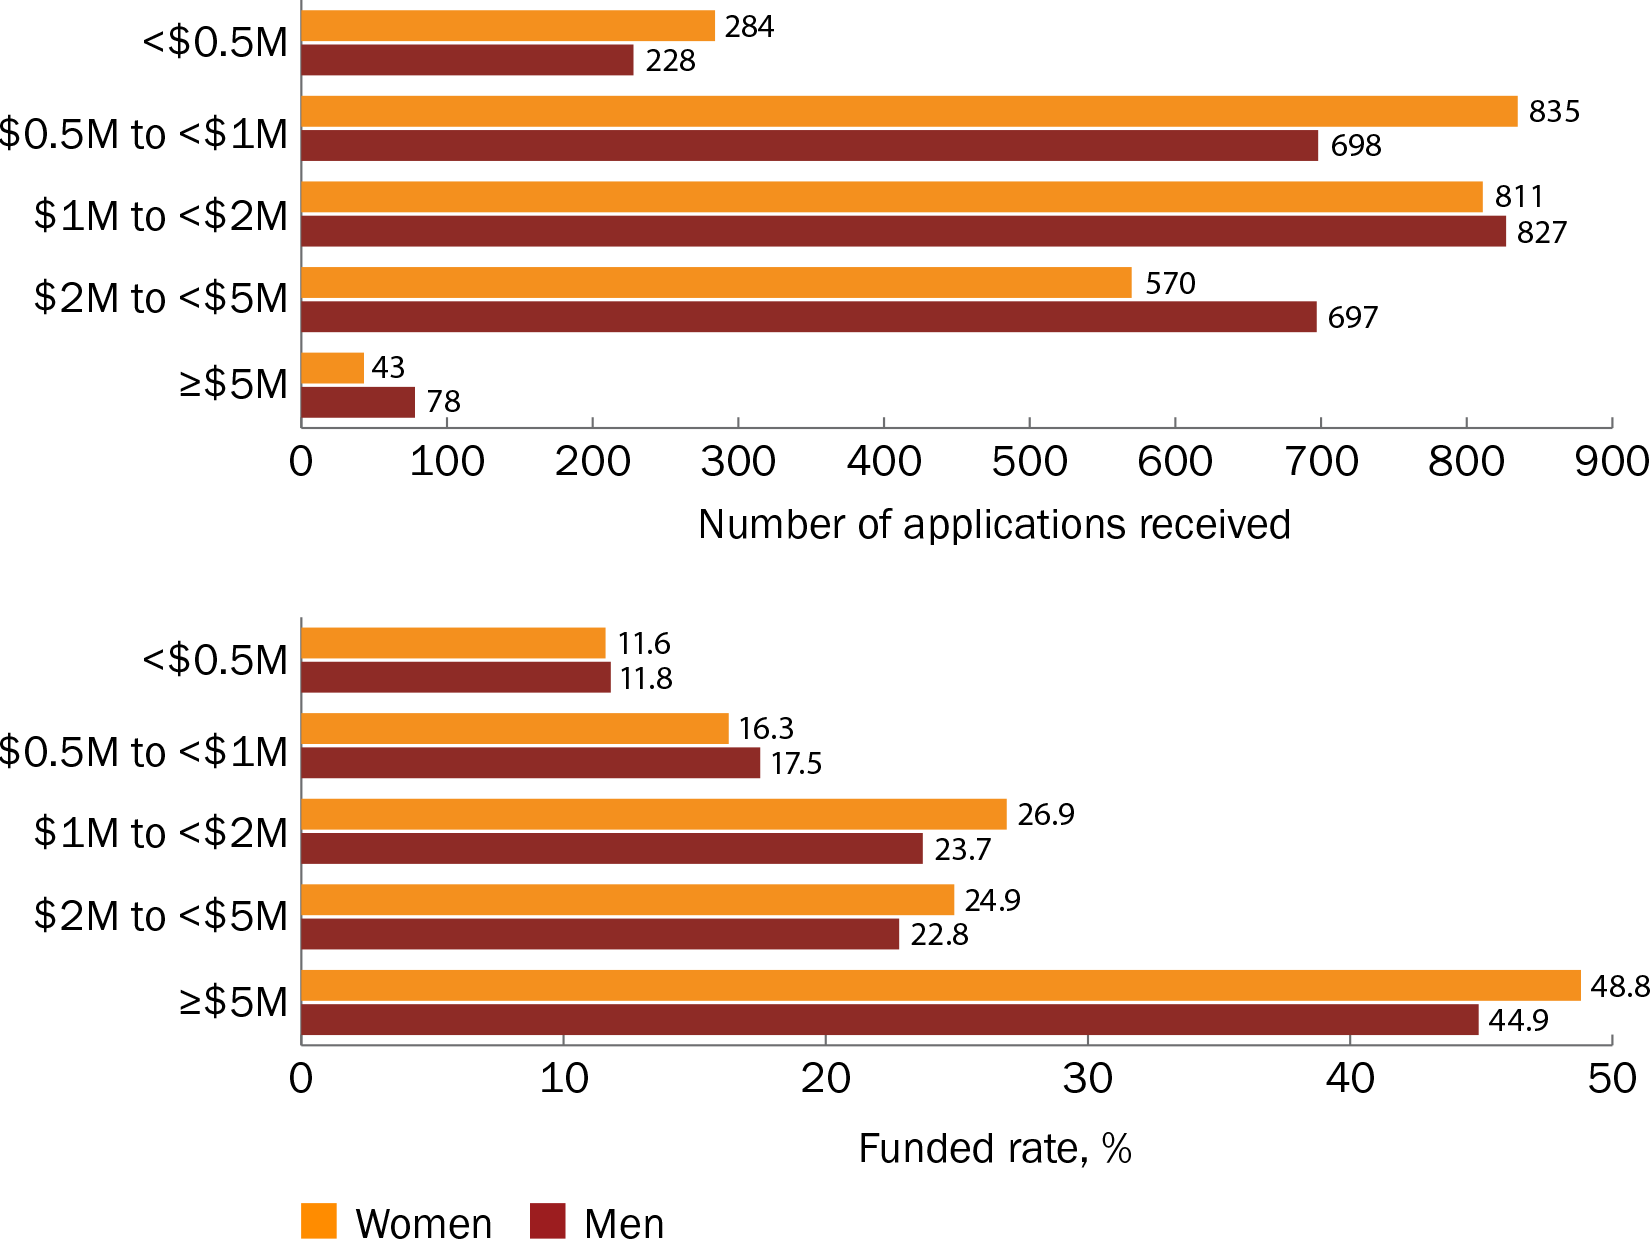 <$0.5M
284
228
$0.5M to <$1M
835
698
$1M to <$2M
811
827
$2M to <$5M
570
697
≥$5M
43
78
0 100 200 300 400 500 600 700 800 900
Number of applications received
<$0.5M
11.6
11.8
$0.5M to <$1M
16.3
17.5
$1M to <$2M
26.9
23.7
$2M to <$5M
24.9
22.8
≥$5M
48.8
44.9
0 10 20 30 40 50
Funded rate, %
Women Men